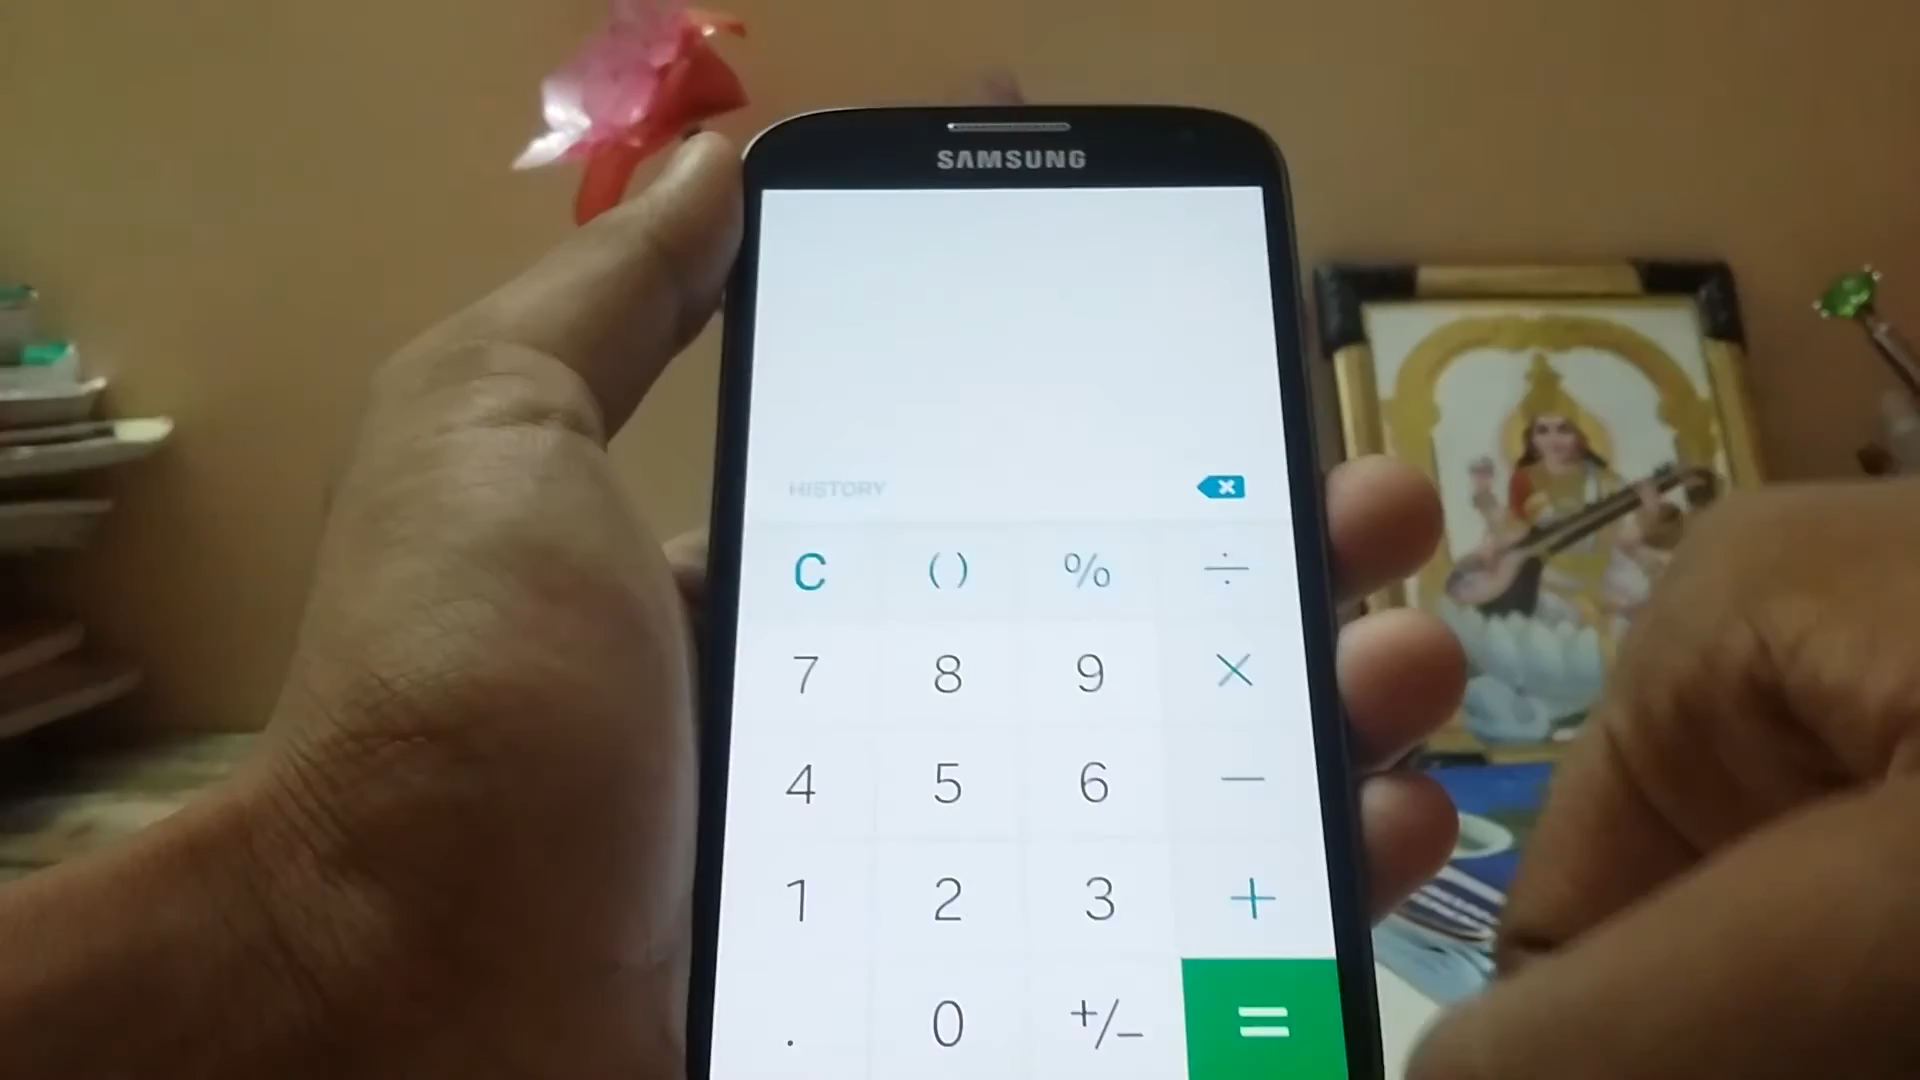 SAMSUNG
HISTORY
C ( ) % ÷
7 8 9 ×
4 5 6 −
1 2 3 +
. 0 +/− =